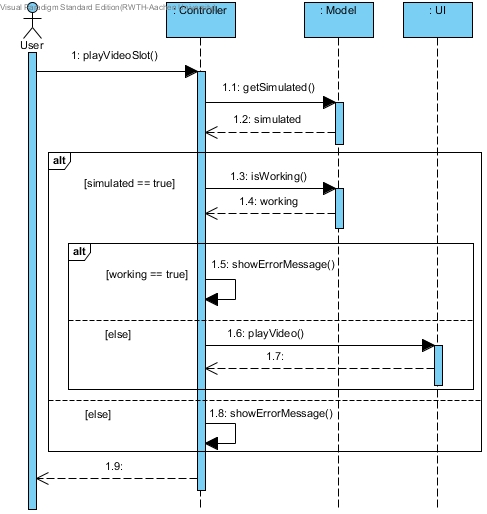 Visual Paradigm Standard Edition(RWTH-Aachen
: Controller
: Model
: UI
User
1: playVideoSlot()
1.1: getSimulated()
1.2: simulated
alt
[simulated == true]
1.3: isWorking()
1.4: working
alt
[working == true]
1.5: showErrorMessage()
[else]
1.6: playVideo()
1.7:
[else]
1.8: showErrorMessage()
1.9: